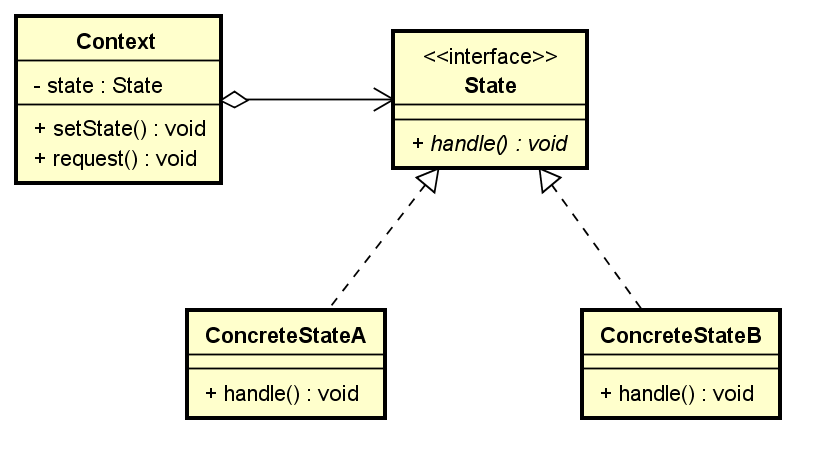 Context
- state : State
+ setState() : void
+ request() : void
<<interface>>
State
+ handle() : void
ConcreteStateA
+ handle() : void
ConcreteStateB
+ handle() : void